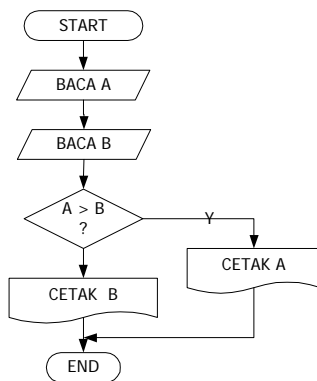 START
BACA A
BACA B
A > B
?
Y
CETAK B
CETAK A
END